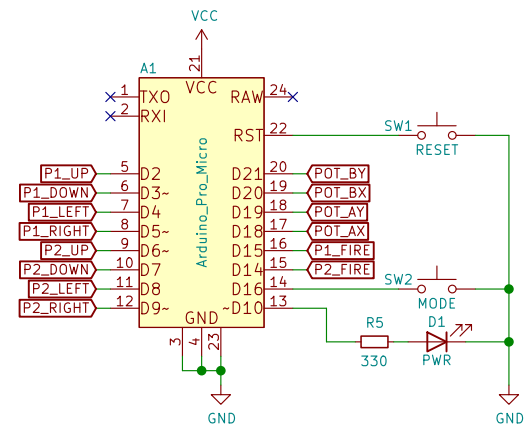 VCC
A1
21
VCC
1 TXO RAW 24
2 RXI
RST 22 SW1
RESET
Arduino_Pro_Micro
P1_UP 5 D2 D21 20 POT_BY
P1_DOWN 6 D3~ D20 19 POT_BX
P1_LEFT 7 D4 D19 18 POT_AY
P1_RIGHT 8 D5~ D18 17 POT_AX
P2_UP 9 D6~ D15 16 P1_FIRE
P2_DOWN 10 D7 D14 15 P2_FIRE
P2_LEFT 11 D8 D16 14 SW2
MODE
P2_RIGHT 12 D9~ ~D10 13
GND
3 4 23
R5 D1
330 PWR
GND GND